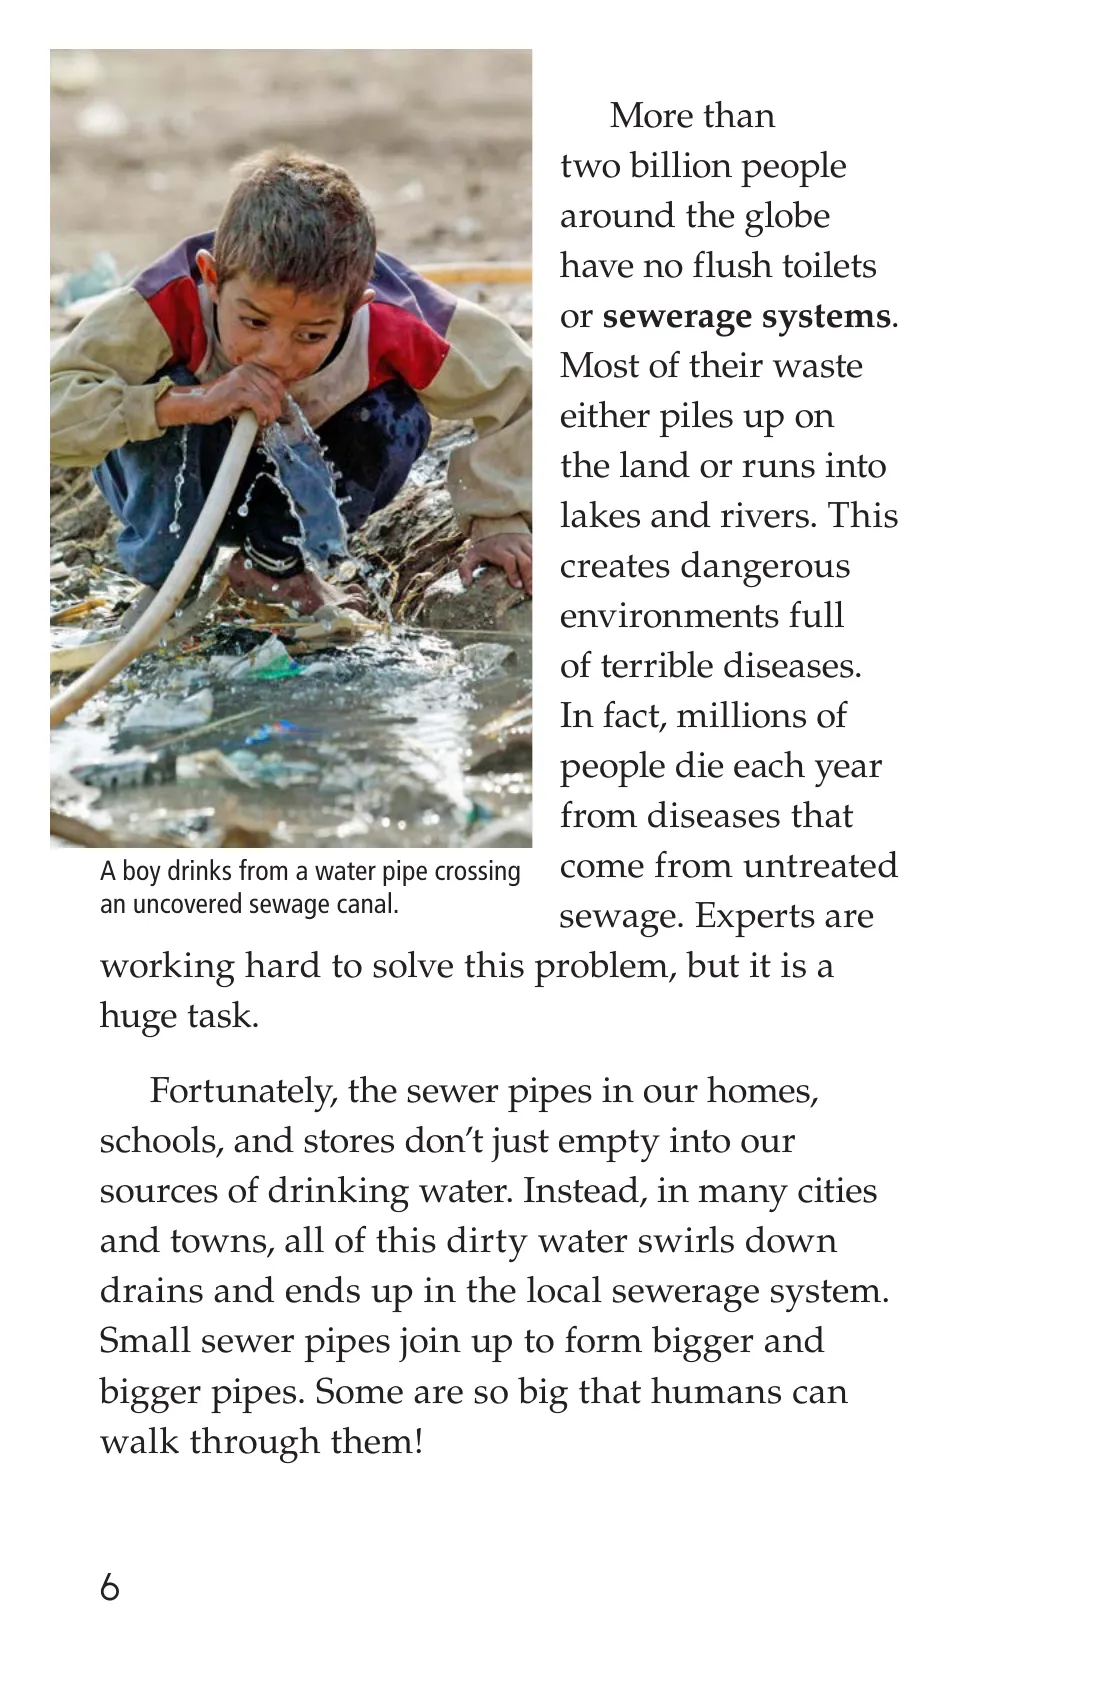 More than
two billion people
around the globe
have no flush toilets
or sewerage systems.
Most of their waste
either piles up on
the land or runs into
lakes and rivers. This
creates dangerous
environments full
of terrible diseases.
In fact, millions of
people die each year
from diseases that
come from untreated
sewage. Experts are
working hard to solve this problem, but it is a
huge task.
A boy drinks from a water pipe crossing
an uncovered sewage canal.
Fortunately, the sewer pipes in our homes,
schools, and stores don’t just empty into our
sources of drinking water. Instead, in many cities
and towns, all of this dirty water swirls down
drains and ends up in the local sewerage system.
Small sewer pipes join up to form bigger and
bigger pipes. Some are so big that humans can
walk through them!
6